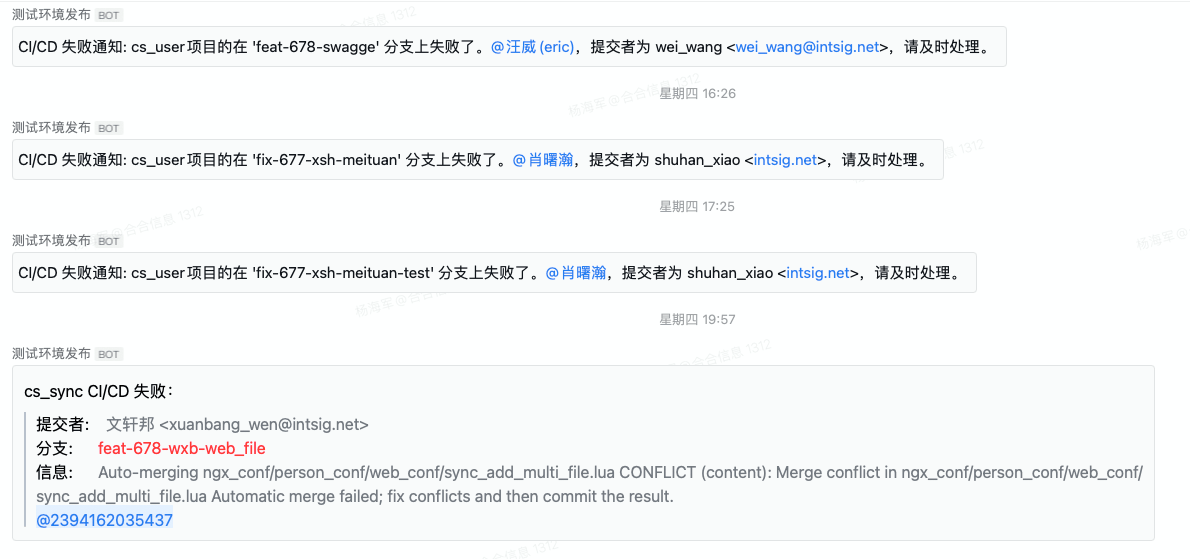 测试环境发布 BOT
CI/CD 失败通知: cs_user项目的在 'feat-678-swagge' 分支上失败了。@汪威 (eric)，提交者为 wei_wang <wei_wang@intsig.net>，请及时处理。
杨海军@合合信息 1312
星期四 16:26
测试环境发布 BOT
CI/CD 失败通知: cs_user项目的在 'fix-677-xsh-meituan' 分支上失败了。@肖曙瀚，提交者为 shuhan_xiao <intsig.net>，请及时处理。
星期四 17:25
测试环境发布 BOT
CI/CD 失败通知: cs_user项目的在 'fix-677-xsh-meituan-test' 分支上失败了。@肖曙瀚，提交者为 shuhan_xiao <intsig.net>，请及时处理。
星期四 19:57
测试环境发布 BOT
cs_sync CI/CD 失败：
提交者: 文轩邦 <xuanbang_wen@intsig.net>
分支: feat-678-wxb-web_file
信息: Auto-merging ngx_conf/person_conf/web_conf/sync_add_multi_file.lua CONFLICT (content): Merge conflict in ngx_conf/person_conf/web_conf/
sync_add_multi_file.lua Automatic merge failed; fix conflicts and then commit the result.
@2394162035437